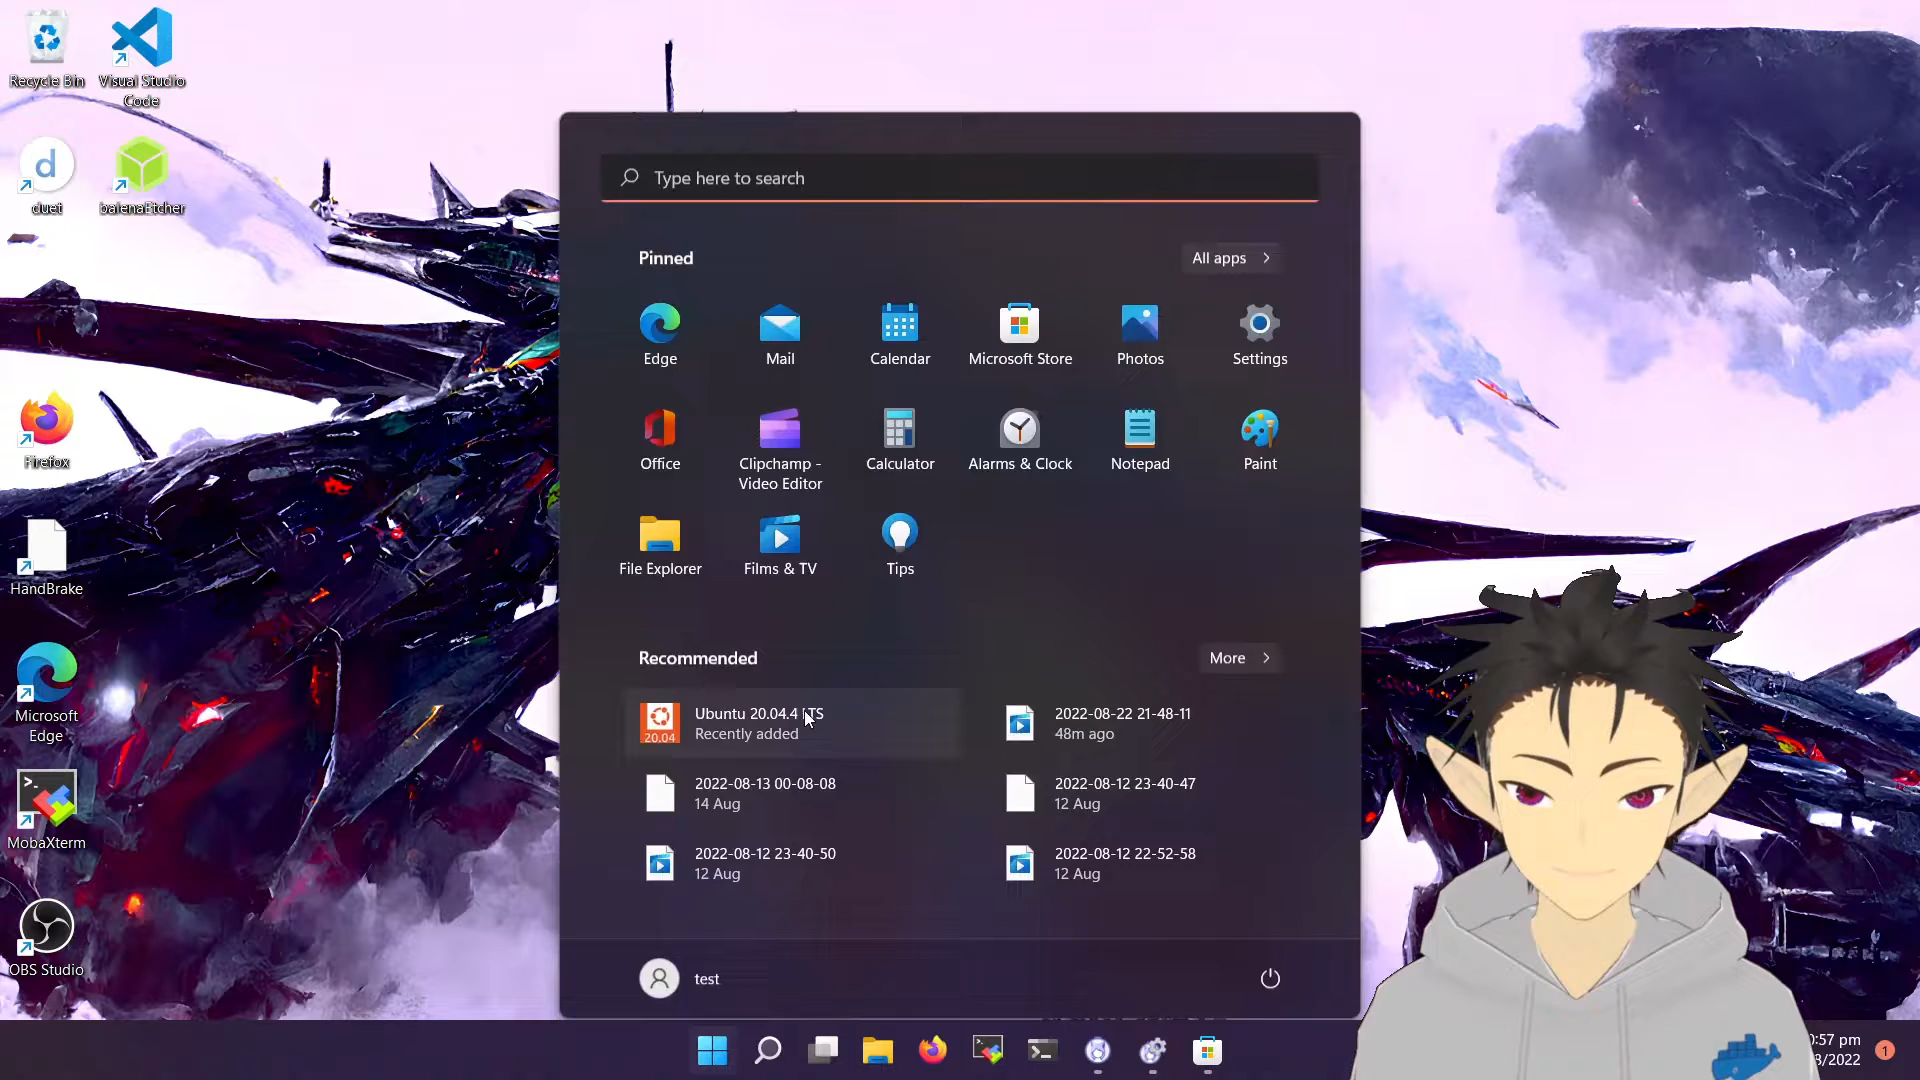 Recycle Bin
Visual Studio
Code
d
duet
balenaEtcher
Firefox
HandBrake
Microsoft
Edge
MobaXterm
OBS Studio
Type here to search
Pinned
All apps
Edge
Mail
Calendar
Microsoft Store
Photos
Settings
Office
Clipchamp -
Video Editor
Calculator
Alarms & Clock
Notepad
Paint
File Explorer
Films & TV
Tips
Recommended
More
20.04
Ubuntu 20.04.4 LTS
Recently added
2022-08-22 21-48-11
48m ago
2022-08-13 00-08-08
14 Aug
2022-08-12 23-40-47
12 Aug
2022-08-12 23-40-50
12 Aug
2022-08-12 22-52-58
12 Aug
test
:57 pm
/2022
1